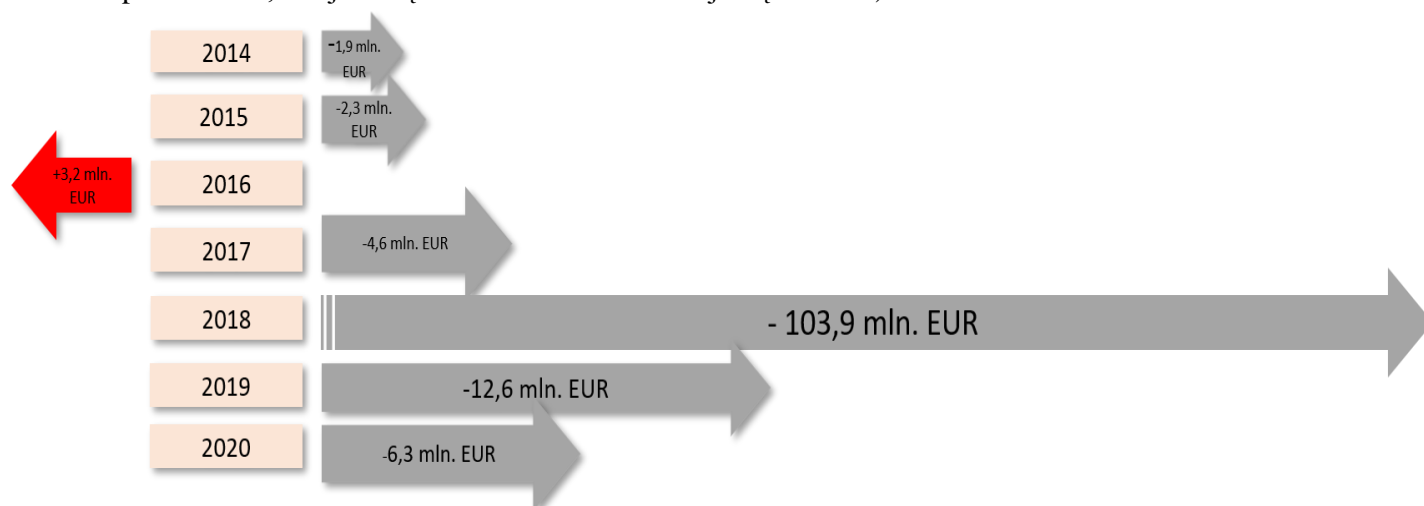 2014
-1,9 mln.
EUR
2015
-2,3 mln.
EUR
+3,2 mln.
EUR
2016
2017
-4,6 mln. EUR
2018
- 103,9 mln. EUR
2019
-12,6 mln. EUR
2020
-6,3 mln. EUR